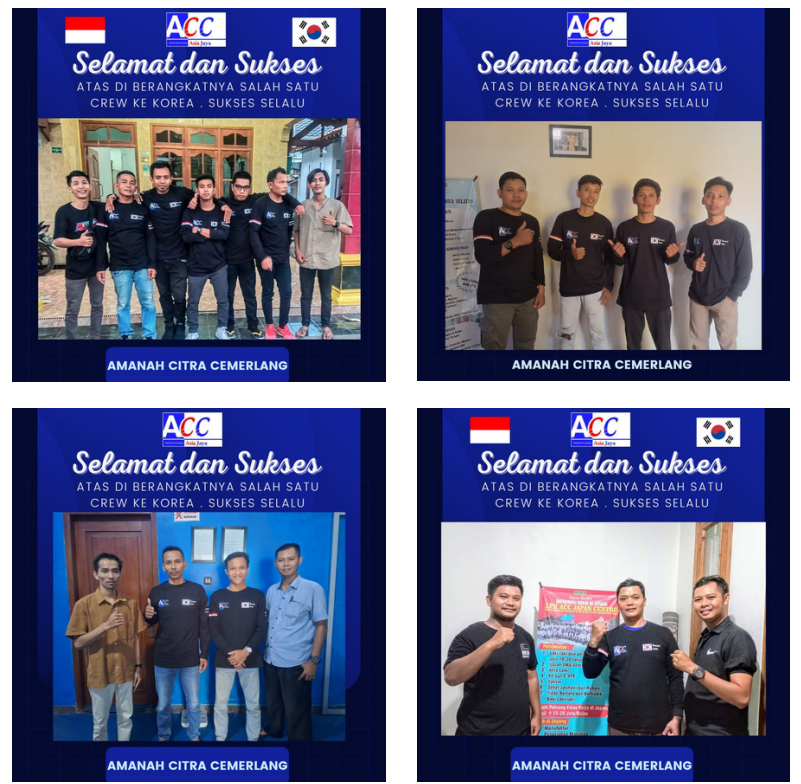 ACC
Asia Jaya
Selamat dan Sukses
ATAS DI BERANGKATNYA SALAH SATU
CREW KE KOREA . SUKSES SELALU
AMANAH CITRA CEMERLANG
ACC
Asia Jaya
Selamat dan Sukses
ATAS DI BERANGKATNYA SALAH SATU
CREW KE KOREA . SUKSES SELALU
ACC
AMANAH CITRA CEMERLANG
ACC
Asia Jaya
Selamat dan Sukses
ATAS DI BERANGKATNYA SALAH SATU
CREW KE KOREA . SUKSES SELALU
ACC
AMANAH CITRA CEMERLANG
ACC
Asia Jaya
Selamat dan Sukses
ATAS DI BERANGKATNYA SALAH SATU
CREW KE KOREA . SUKSES SELALU
LPK ACC JAPAN CENTRE
Persyaratan :
AMANAH CITRA CEMERLANG